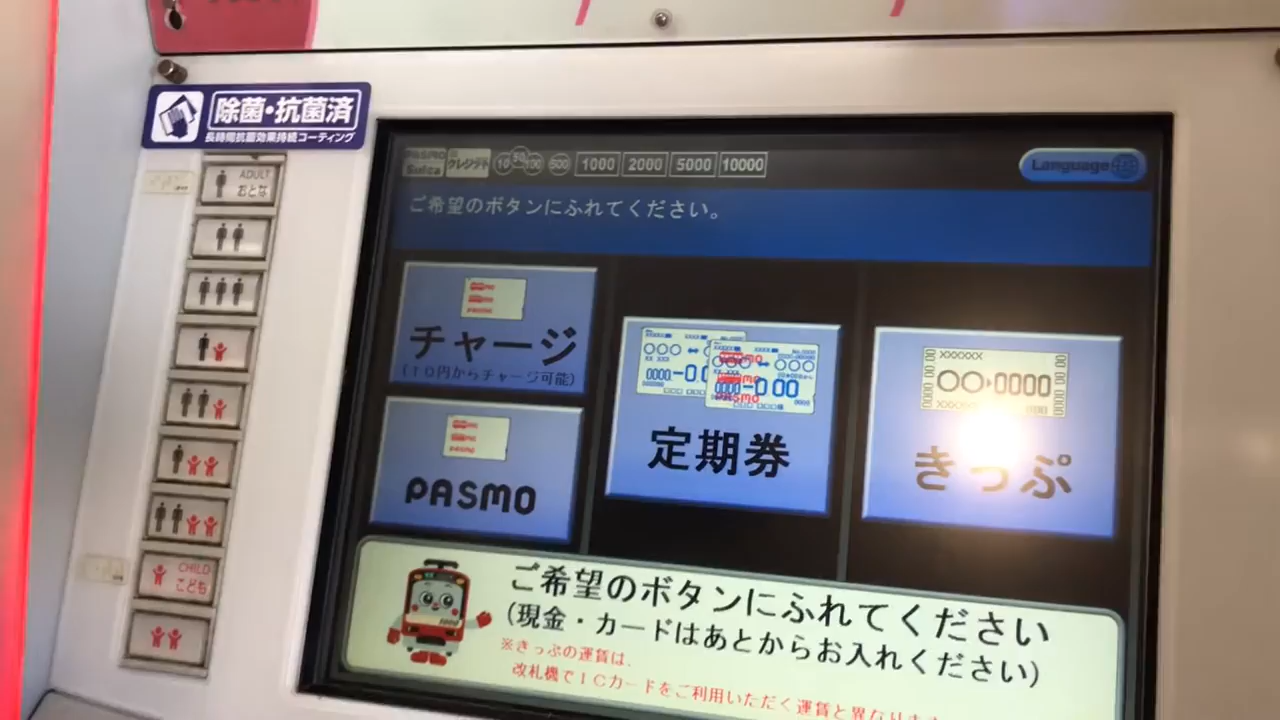 除菌・抗菌済
長時間抗菌効果持続コーティング
ADULT
おとな
CHILD
こども
PASMO
Suica
クレジット
10 50 100 500 1000 2000 5000 10000
Language
ご希望のボタンにふれてください。
チャージ
(10円からチャージ可能)
PASMO
定期券
XXXXXX
○○▸0000
きっぷ
ご希望のボタンにふれてください
(現金・カードはあとからお入れください)
※きっぷの運賃は、
改札機でICカードをご利用いただく運賃と異なります